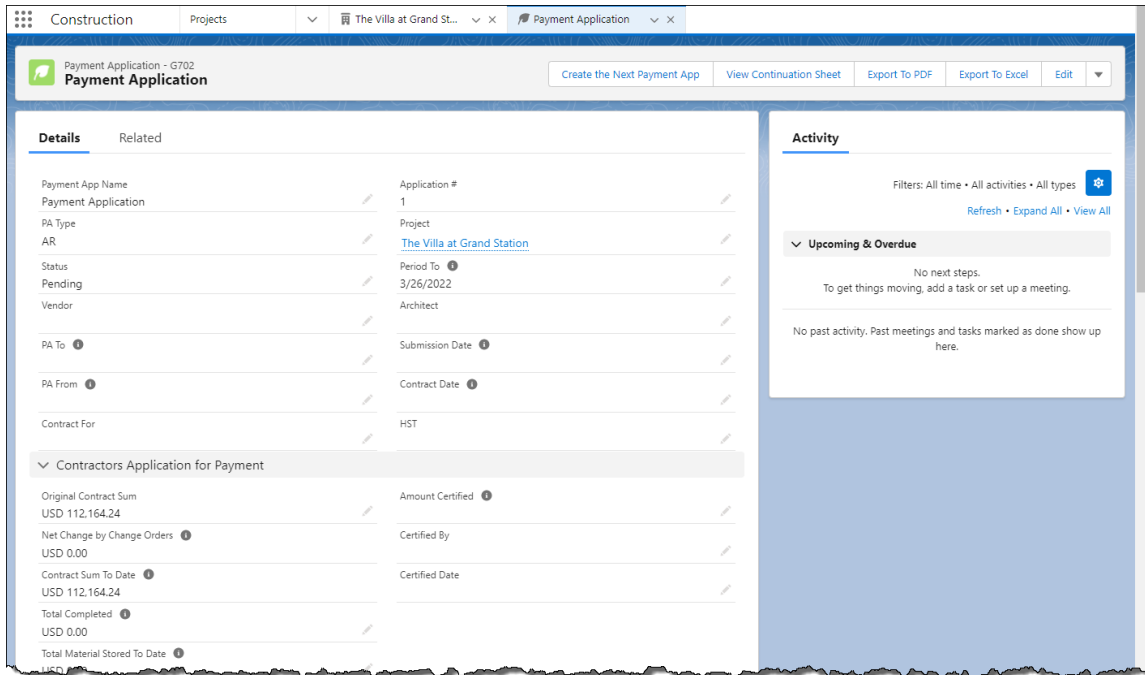 Construction
Projects
The Villa at Grand St...
Payment Application
Payment Application - G702
Payment Application
Create the Next Payment App
View Continuation Sheet
Export To PDF
Export To Excel
Edit
Details
Related
Payment App Name
Payment Application
Application #
1
PA Type
AR
Project
The Villa at Grand Station
Status
Pending
Period To
3/26/2022
Vendor
Architect
PA To
Submission Date
PA From
Contract Date
Contract For
HST
Contractors Application for Payment
Original Contract Sum
USD 112,164.24
Amount Certified
Net Change by Change Orders
USD 0.00
Certified By
Contract Sum To Date
USD 112,164.24
Certified Date
Total Completed
USD 0.00
Total Material Stored To Date
Activity
Filters: All time • All activities • All types
Refresh • Expand All • View All
Upcoming & Overdue
No next steps.
To get things moving, add a task or set up a meeting.
No past activity. Past meetings and tasks marked as done show up
here.